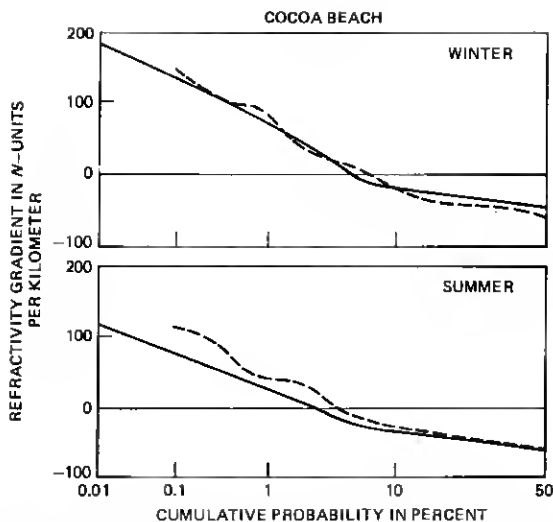 COCOA BEACH
REFRACTIVITY GRADIENT IN N-UNITS
PER KILOMETER
200
WINTER
100
0
-100
200
SUMMER
100
0
-100
0.01 0.1 1 10 50
CUMULATIVE PROBABILITY IN PERCENT